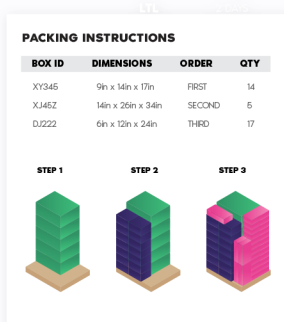 LTL
PACKING INSTRUCTIONS
BOX ID DIMENSIONS ORDER QTY
XY345 9in x 14in x 17in FIRST 14
XJ45Z 14in x 26in x 34in SECOND 5
DJ222 6in x 12in x 24in THIRD 17
STEP 1 STEP 2 STEP 3